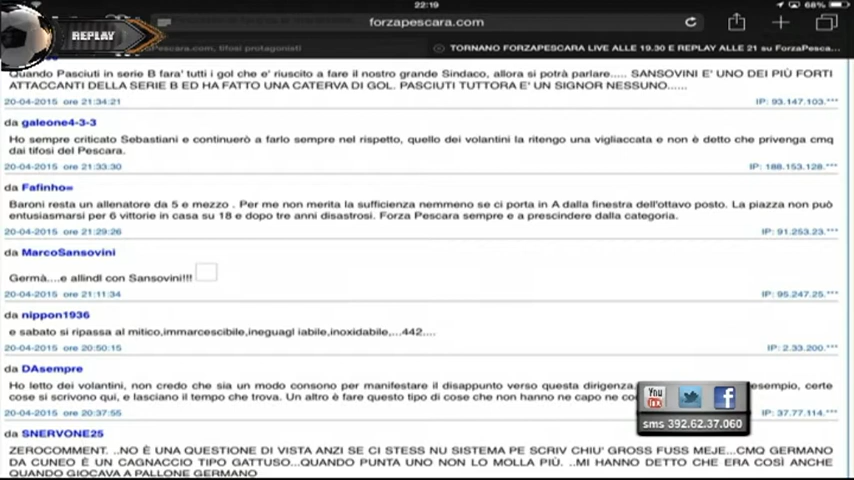 22:19
68%
REPLAY
forzapescara.com
Pescara.com, tifosi protagonisti
TORNANO FORZAPESCARA LIVE ALLE 19.30 E REPLAY ALLE 21 su ForzaPesca...
Quando Pasciuti in serie B fara' tutti i gol che e' riuscito a fare il nostro grande Sindaco, allora si potrà parlare..... SANSOVINI E' UNO DEI PIÙ FORTI
ATTACCANTI DELLA SERIE B ED HA FATTO UNA CATERVA DI GOL. PASCIUTI TUTTORA E' UN SIGNOR NESSUNO......
20-04-2015 ore 21:34:21 IP: 93.147.103.***
da galeone4-3-3
Ho sempre criticato Sebastiani e continuerò a farlo sempre nel rispetto, quello dei volantini la ritengo una vigliaccata e non è detto che privenga cmq
dai tifosi del Pescara.
20-04-2015 ore 21:33:30 IP: 188.153.128.***
da Fafinho=
Baroni resta un allenatore da 5 e mezzo . Per me non merita la sufficienza nemmeno se ci porta in A dalla finestra dell'ottavo posto. La piazza non può
entusiasmarsi per 6 vittorie in casa su 18 e dopo tre anni disastrosi. Forza Pescara sempre e a prescindere dalla categoria.
20-04-2015 ore 21:29:26 IP: 91.253.23.***
da MarcoSansovini
Germà....e allindl con Sansovini!!!
20-04-2015 ore 21:11:34 IP: 95.247.25.***
da nippon1936
e sabato si ripassa al mitico,immarcescibile,ineguagl iabile,inoxidabile,...442....
20-04-2015 ore 20:50:15 IP: 2.33.200.***
da DAsempre
Ho letto dei volantini, non credo che sia un modo consono per manifestare il disappunto verso questa dirigenza, esempio, certe
cose si scrivono qui, e lasciano il tempo che trova. Un altro è fare questo tipo di cose che non hanno ne capo ne
20-04-2015 ore 20:37:55 IP: 37.77.114.***
You
sms 392.62.37.060
da SNERVONE25
ZEROCOMMENT. ..NO È UNA QUESTIONE DI VISTA ANZI SE CI STESS NU SISTEMA PE SCRIV CHIU' GROSS FUSS MEJE...CMQ GERMANO
DA CUNEO È UN CAGNACCIO TIPO GATTUSO...QUANDO PUNTA UNO NON LO MOLLA PIÙ. ..MI HANNO DETTO CHE ERA COSÌ ANCHE
QUANDO GIOCAVA A PALLONE GERMANO